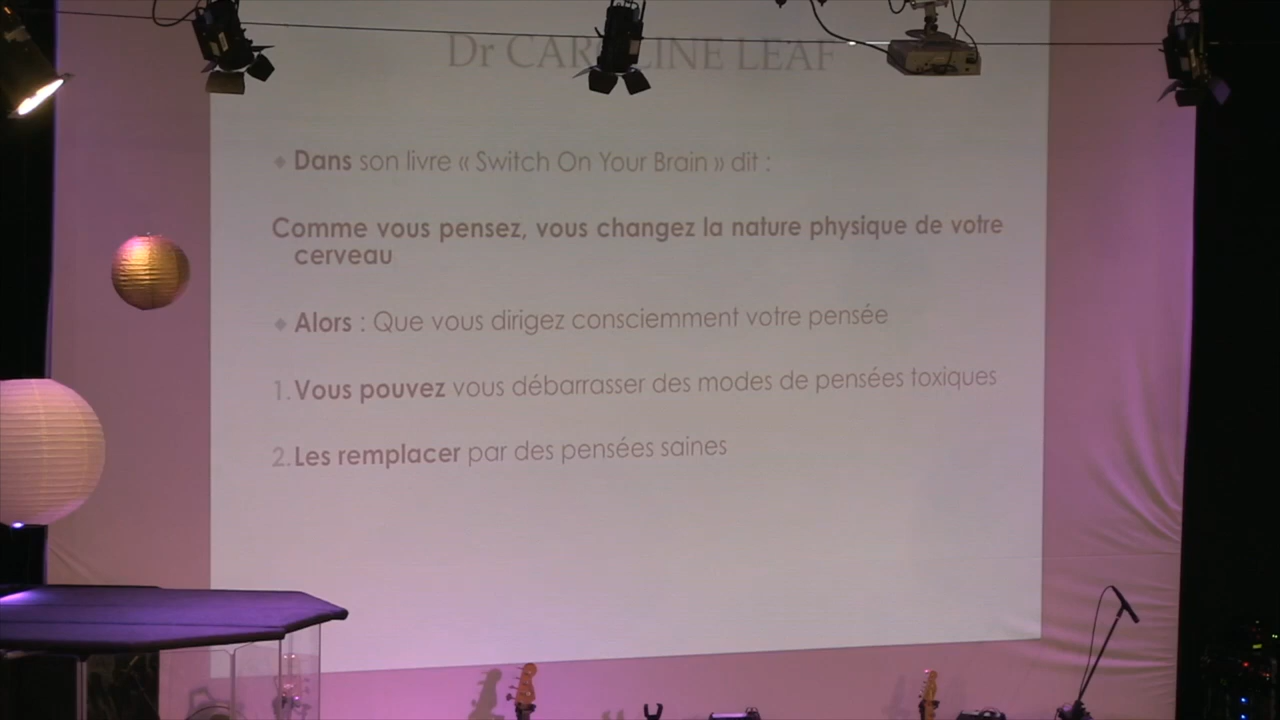 Dr CAROLINE LEAF
◆ Dans son livre « Switch On Your Brain » dit :
Comme vous pensez, vous changez la nature physique de votre
cerveau
◆ Alors : Que vous dirigez consciemment votre pensée
1. Vous pouvez vous débarrasser des modes de pensées toxiques
2. Les remplacer par des pensées saines